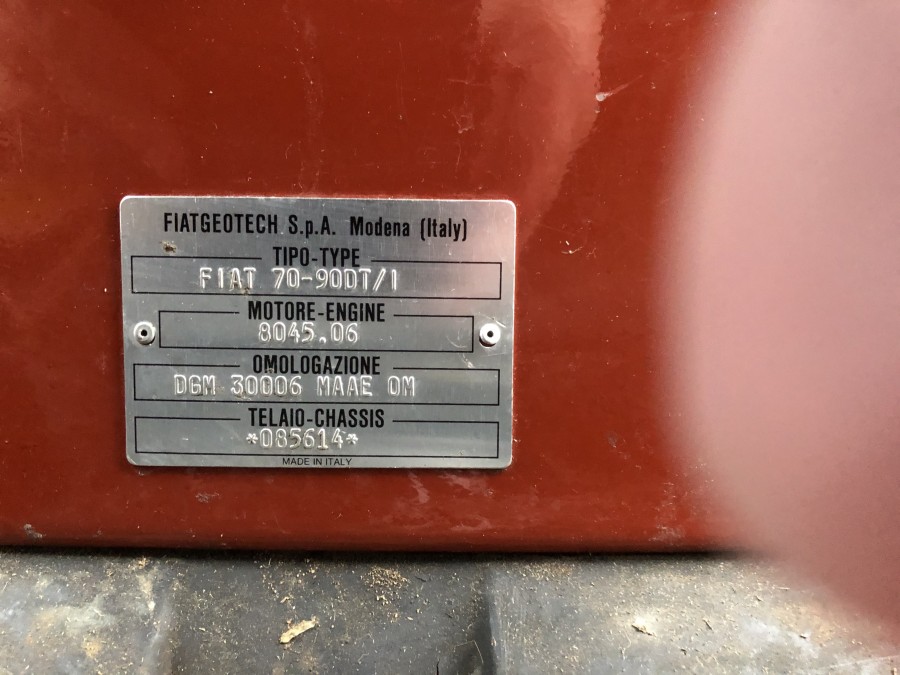 FIATGEOTECH S.p.A. Modena (Italy)
TIPO-TYPE
FIAT 70-90DT/1
MOTORE-ENGINE
8045.06
OMOLOGAZIONE
DGM 30006 MAAE OM
TELAIO-CHASSIS
*085614*
MADE IN ITALY